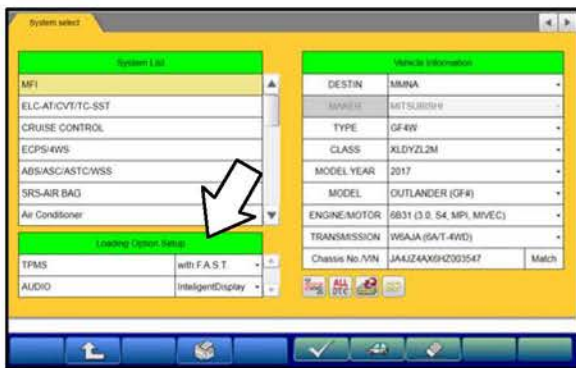 System select
System List
MFI
ELC-AT/CVT/TC-SST
CRUISE CONTROL
ECPS/4WS
ABS/ASC/ASTC/WSS
SRS-AIR BAG
Air Conditioner
Loading Option Setup
TPMS with F.A.S.T.
AUDIO InteligentDisplay
Vehicle Information
DESTIN MMNA
MAKER MITSUBISHI
TYPE GF4W
CLASS XLDYZL2M
MODEL YEAR 2017
MODEL OUTLANDER (GF#)
ENGINE/MOTOR 6B31 (3.0, S4, MPI, MIVEC)
TRANSMISSION W6AJA (6A/T-4WD)
Chassis No./VIN JA4JZ4AX6HZ003547 Match
ALL
DTC